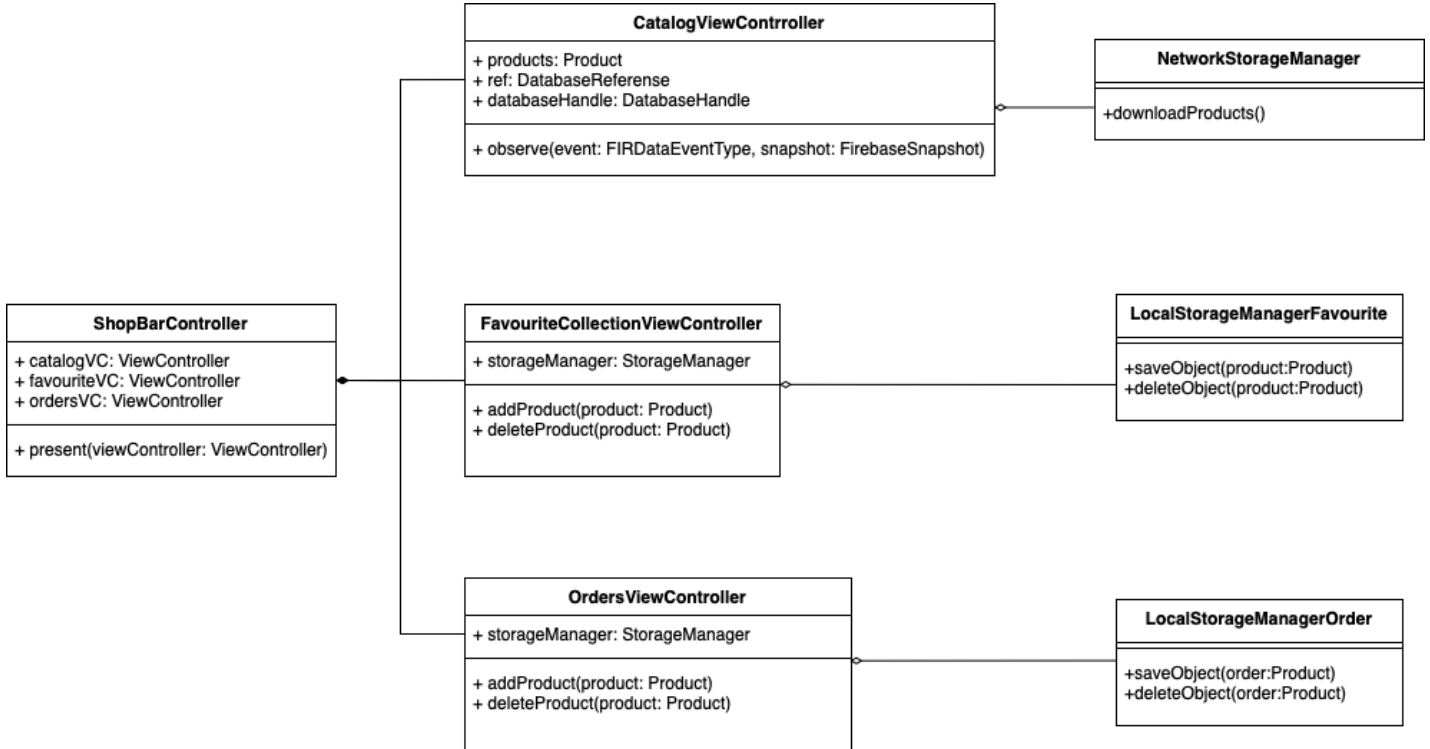 CatalogViewContrroller
+ products: Product
+ ref: DatabaseReferense
+ databaseHandle: DatabaseHandle
+ observe(event: FIRDataEventType, snapshot: FirebaseSnapshot)
NetworkStorageManager
+downloadProducts()
ShopBarController
+ catalogVC: ViewController
+ favouriteVC: ViewController
+ ordersVC: ViewController
+ present(viewController: ViewController)
FavouriteCollectionViewController
+ storageManager: StorageManager
+ addProduct(product: Product)
+ deleteProduct(product: Product)
LocalStorageManagerFavourite
+saveObject(product:Product)
+deleteObject(product:Product)
OrdersViewController
+ storageManager: StorageManager
+ addProduct(product: Product)
+ deleteProduct(product: Product)
LocalStorageManagerOrder
+saveObject(order:Product)
+deleteObject(order:Product)